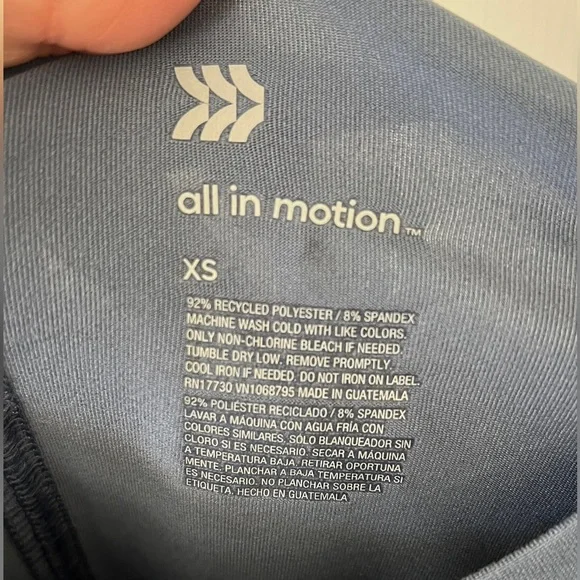 all in motion™
XS
92% RECYCLED POLYESTER / 8% SPANDEX
MACHINE WASH COLD WITH LIKE COLORS.
ONLY NON-CHLORINE BLEACH IF NEEDED.
TUMBLE DRY LOW. REMOVE PROMPTLY.
COOL IRON IF NEEDED. DO NOT IRON ON LABEL.
RN17730 VN1068795 MADE IN GUATEMALA
92% POLIÉSTER RECICLADO / 8% SPANDEX
LAVAR A MÁQUINA CON AGUA FRÍA CON
COLORES SIMILARES. SÓLO BLANQUEADOR SIN
CLORO SI ES NECESARIO. SECAR A MÁQUINA
A TEMPERATURA BAJA. RETIRAR OPORTUNA
MENTE. PLANCHAR A BAJA TEMPERATURA SI
ES NECESARIO. NO PLANCHAR SOBRE LA
ETIQUETA. HECHO EN GUATEMALA